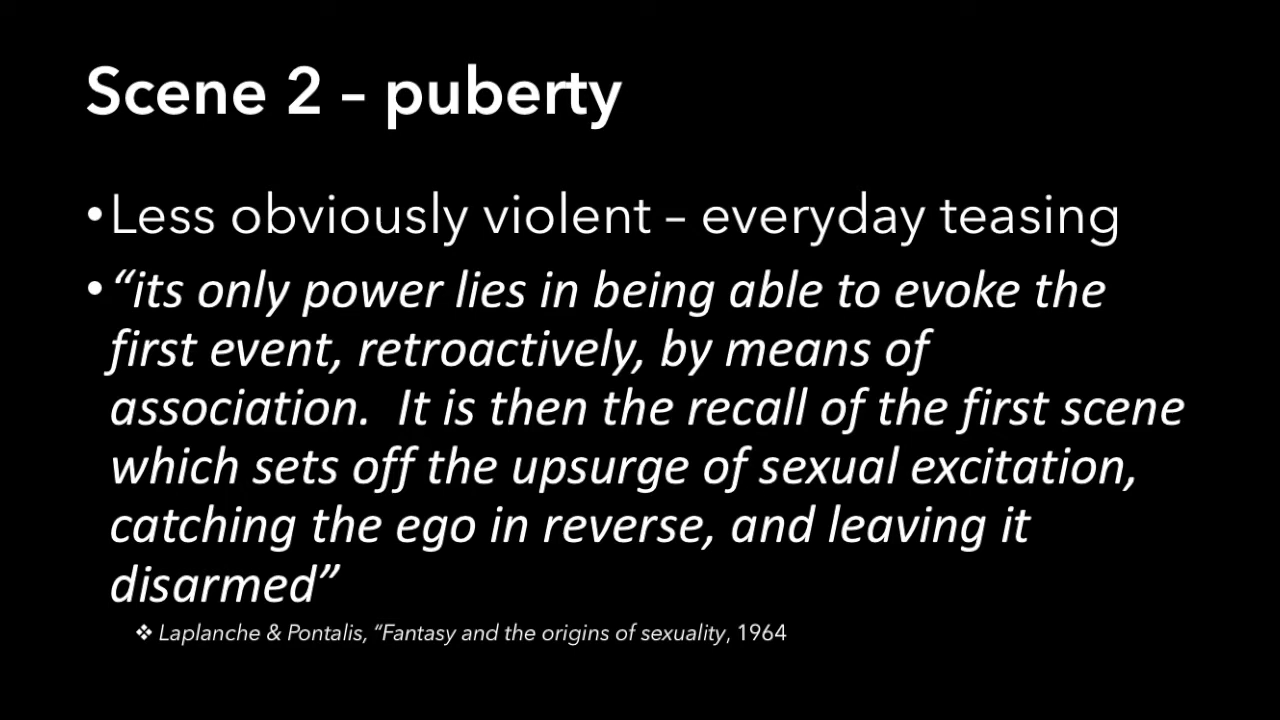 Scene 2 – puberty
•Less obviously violent – everyday teasing
•“its only power lies in being able to evoke the
first event, retroactively, by means of
association.  It is then the recall of the first scene
which sets off the upsurge of sexual excitation,
catching the ego in reverse, and leaving it
disarmed”
❖ Laplanche & Pontalis, “Fantasy and the origins of sexuality, 1964